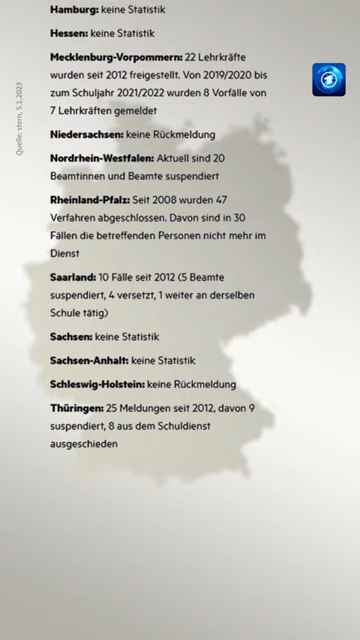 Hamburg: keine Statistik
Hessen: keine Statistik
Mecklenburg-Vorpommern: 22 Lehrkräfte
wurden seit 2012 freigestellt. Von 2019/2020 bis
zum Schuljahr 2021/2022 wurden 8 Vorfälle von
7 Lehrkräften gemeldet
Quelle: stern, 5.1.2023
Niedersachsen: keine Rückmeldung
Nordrhein-Westfalen: Aktuell sind 20
Beamtinnen und Beamte suspendiert
Rheinland-Pfalz: Seit 2008 wurden 47
Verfahren abgeschlossen. Davon sind in 30
Fällen die betreffenden Personen nicht mehr im
Dienst
Saarland: 10 Fälle seit 2012 (5 Beamte
suspendiert, 4 versetzt, 1 weiter an derselben
Schule tätig)
Sachsen: keine Statistik
Sachsen-Anhalt: keine Statistik
Schleswig-Holstein: keine Rückmeldung
Thüringen: 25 Meldungen seit 2012, davon 9
suspendiert, 8 aus dem Schuldienst
ausgeschieden